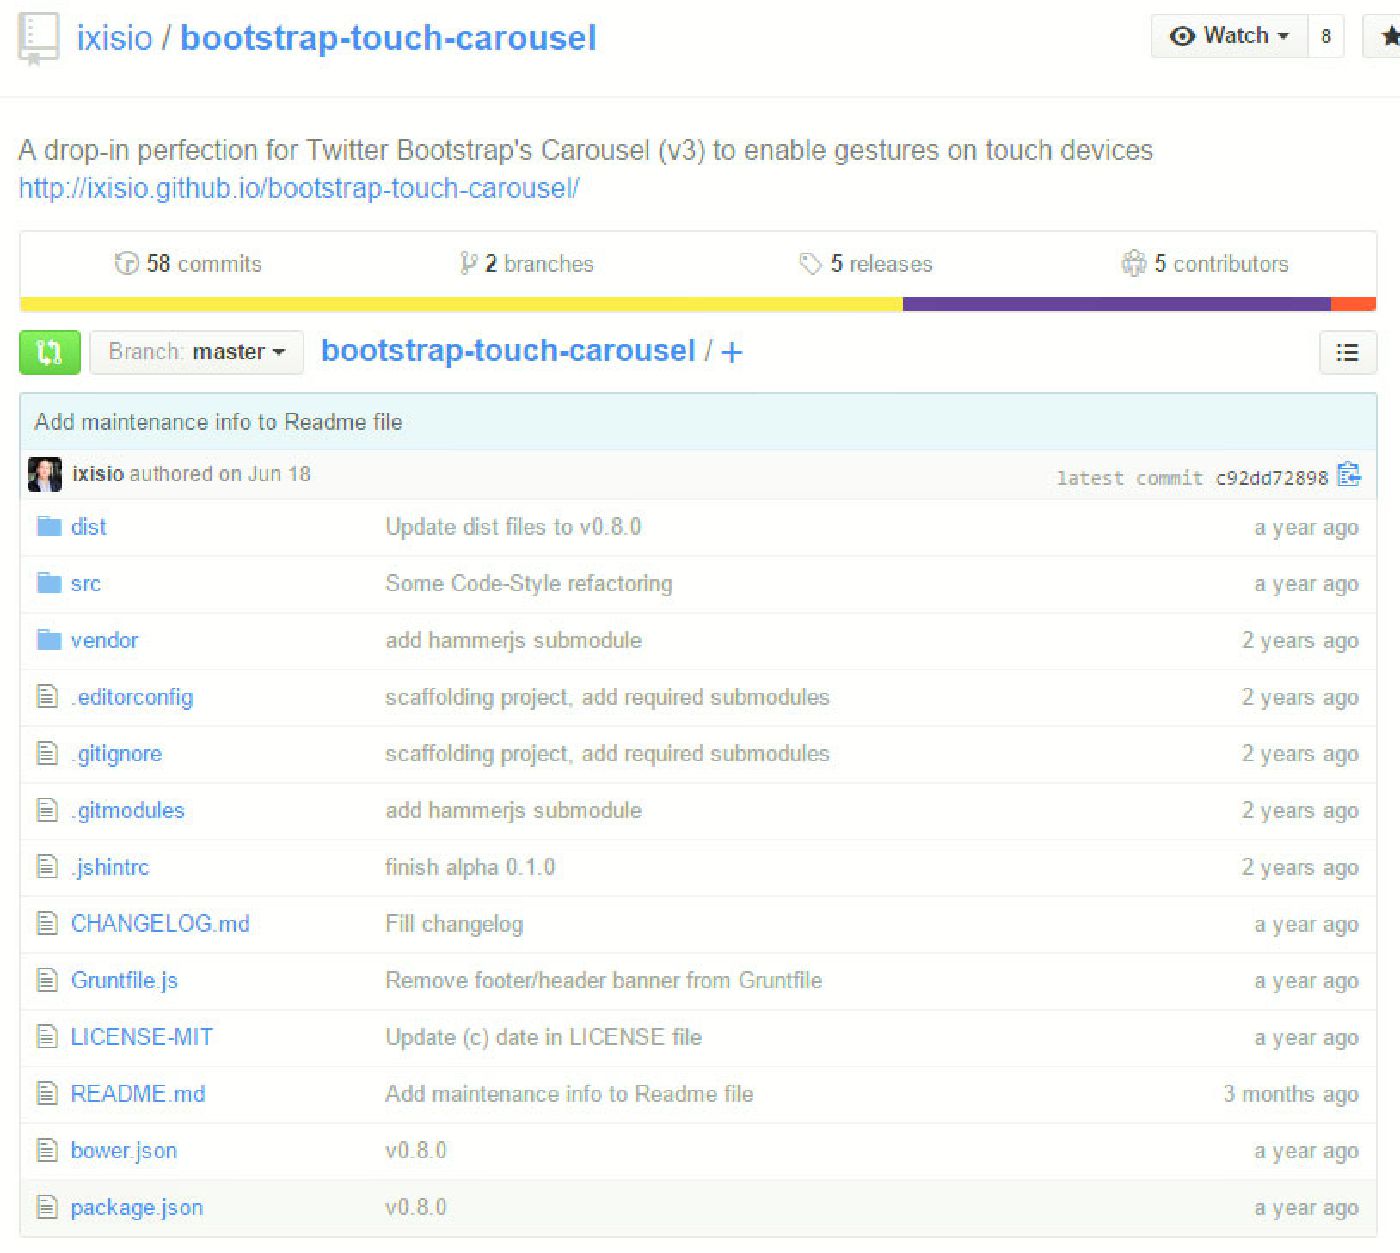 ixisio / bootstrap-touch-carousel
Watch 8
A drop-in perfection for Twitter Bootstrap's Carousel (v3) to enable gestures on touch devices
http://ixisio.github.io/bootstrap-touch-carousel/
58 commits 2 branches 5 releases 5 contributors
Branch: master bootstrap-touch-carousel / +
Add maintenance info to Readme file
ixisio authored on Jun 18 latest commit c92dd72898
dist Update dist files to v0.8.0 a year ago
src Some Code-Style refactoring a year ago
vendor add hammerjs submodule 2 years ago
.editorconfig scaffolding project, add required submodules 2 years ago
.gitignore scaffolding project, add required submodules 2 years ago
.gitmodules add hammerjs submodule 2 years ago
.jshintrc finish alpha 0.1.0 2 years ago
CHANGELOG.md Fill changelog a year ago
Gruntfile.js Remove footer/header banner from Gruntfile a year ago
LICENSE-MIT Update (c) date in LICENSE file a year ago
README.md Add maintenance info to Readme file 3 months ago
bower.json v0.8.0 a year ago
package.json v0.8.0 a year ago